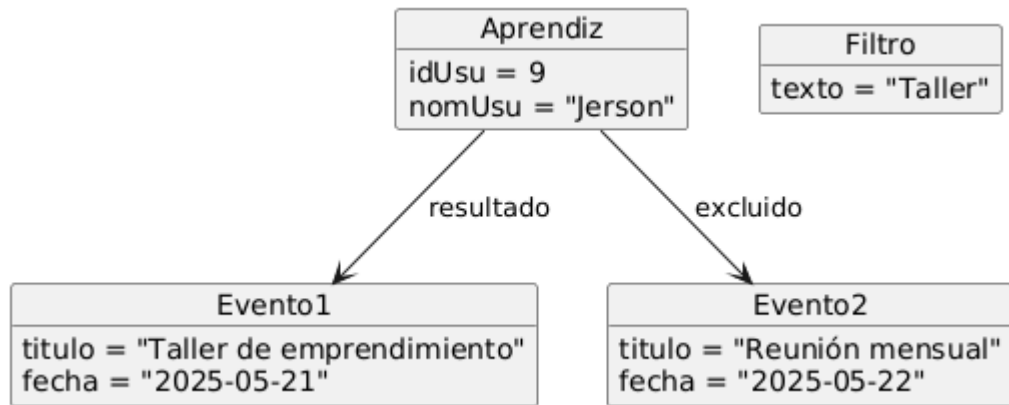 Aprendiz
idUsu = 9
nomUsu = "Jerson"
Filtro
texto = "Taller"
resultado
excluido
Evento1
titulo = "Taller de emprendimiento"
fecha = "2025-05-21"
Evento2
titulo = "Reunión mensual"
fecha = "2025-05-22"